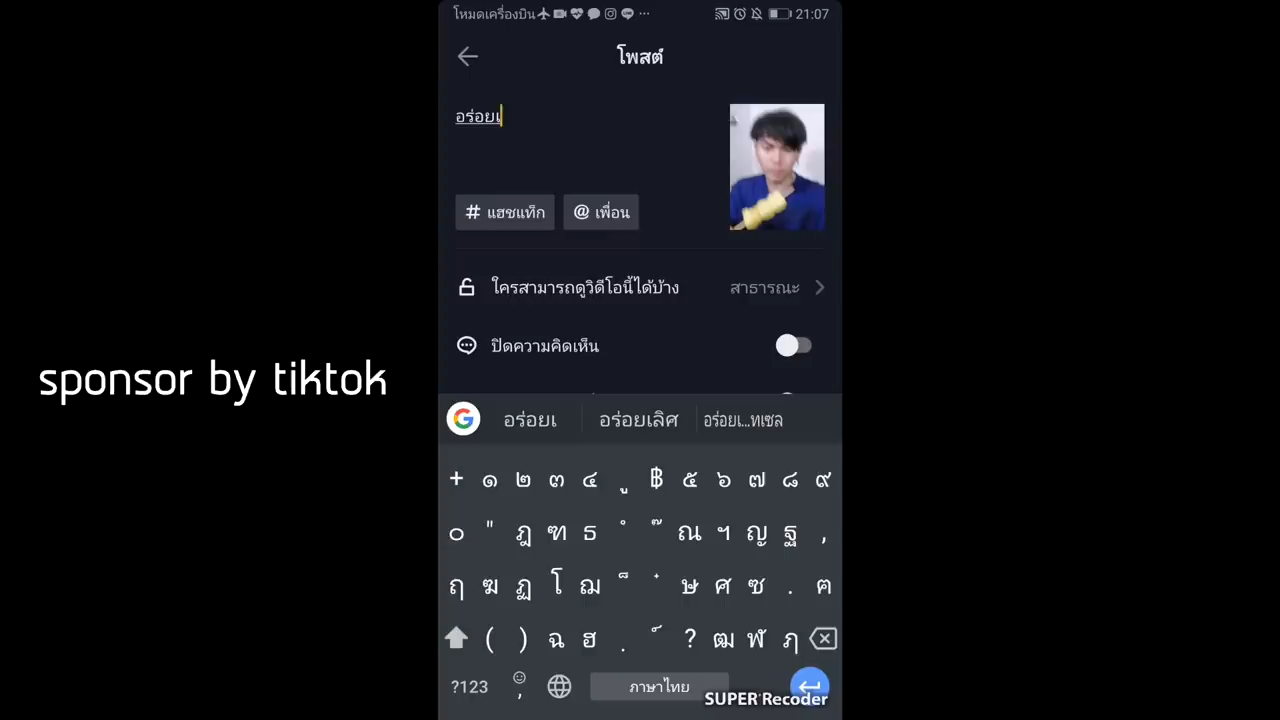 โหมดเครื่องบิน ... 21:07
โพสต์
อร่อยเ
# แฮชแท็ก @ เพื่อน
ใครสามารถดูวิดีโอนี้ได้บ้าง สาธารณะ
ปิดความคิดเห็น
sponsor by tiktok
อร่อยเ อร่อยเลิศ อร่อยเ...ทเซล
+ ๑ ๒ ๓ ๔ ู ฿ ๕ ๖ ๗ ๘ ๙
๐ " ฎ ฑ ธ ํ ๊ ณ ฯ ญ ฐ ,
ฤ ฆ ฏ โ ฌ ็ ๋ ษ ศ ซ . ฅ
( ) ฉ ฮ ฺ ์ ? ฒ ฬ ฦ
?123 , ภาษาไทย
SUPER Recoder